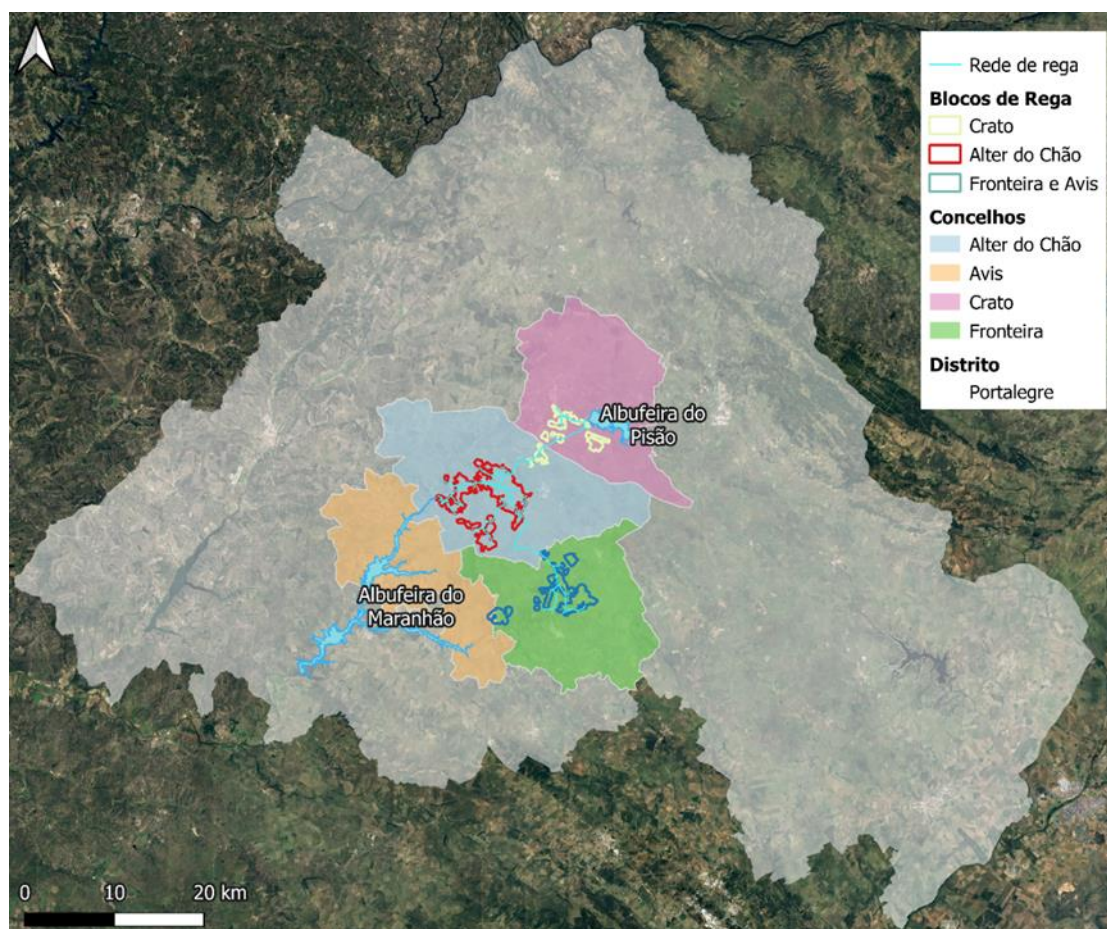 Rede de rega
Blocos de Rega
Crato
Alter do Chão
Fronteira e Avis
Concelhos
Alter do Chão
Avis
Crato
Fronteira
Distrito
Portalegre
Albufeira do
Pisão
Albufeira do
Maranhão
0 10 20 km